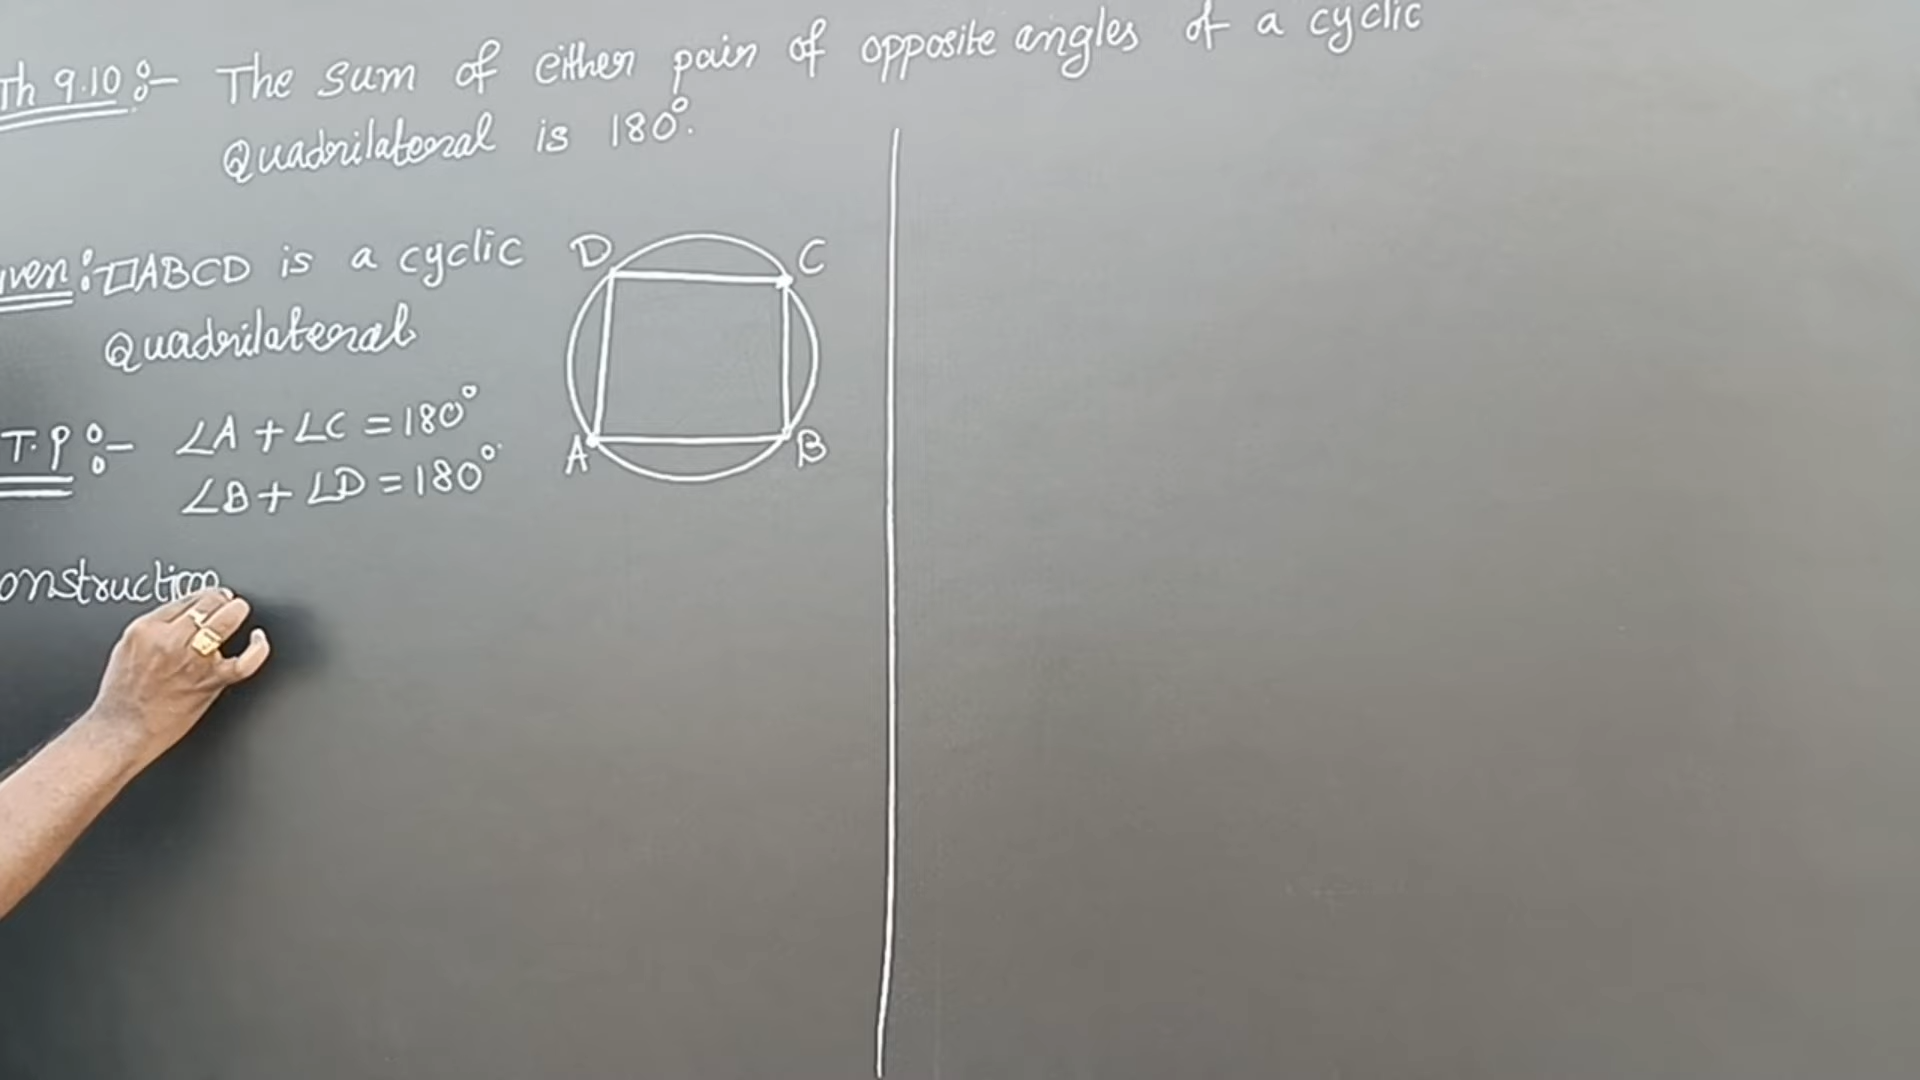 Th 9.10 :- The sum of either pair of opposite angles of a cyclic
Quadrilateral is 180°.
iven :- □ABCD is a cyclic
Quadrilateral.
T.P :- ∠A + ∠C = 180°
∠B + ∠D = 180°.
onstruction
D
C
A
B